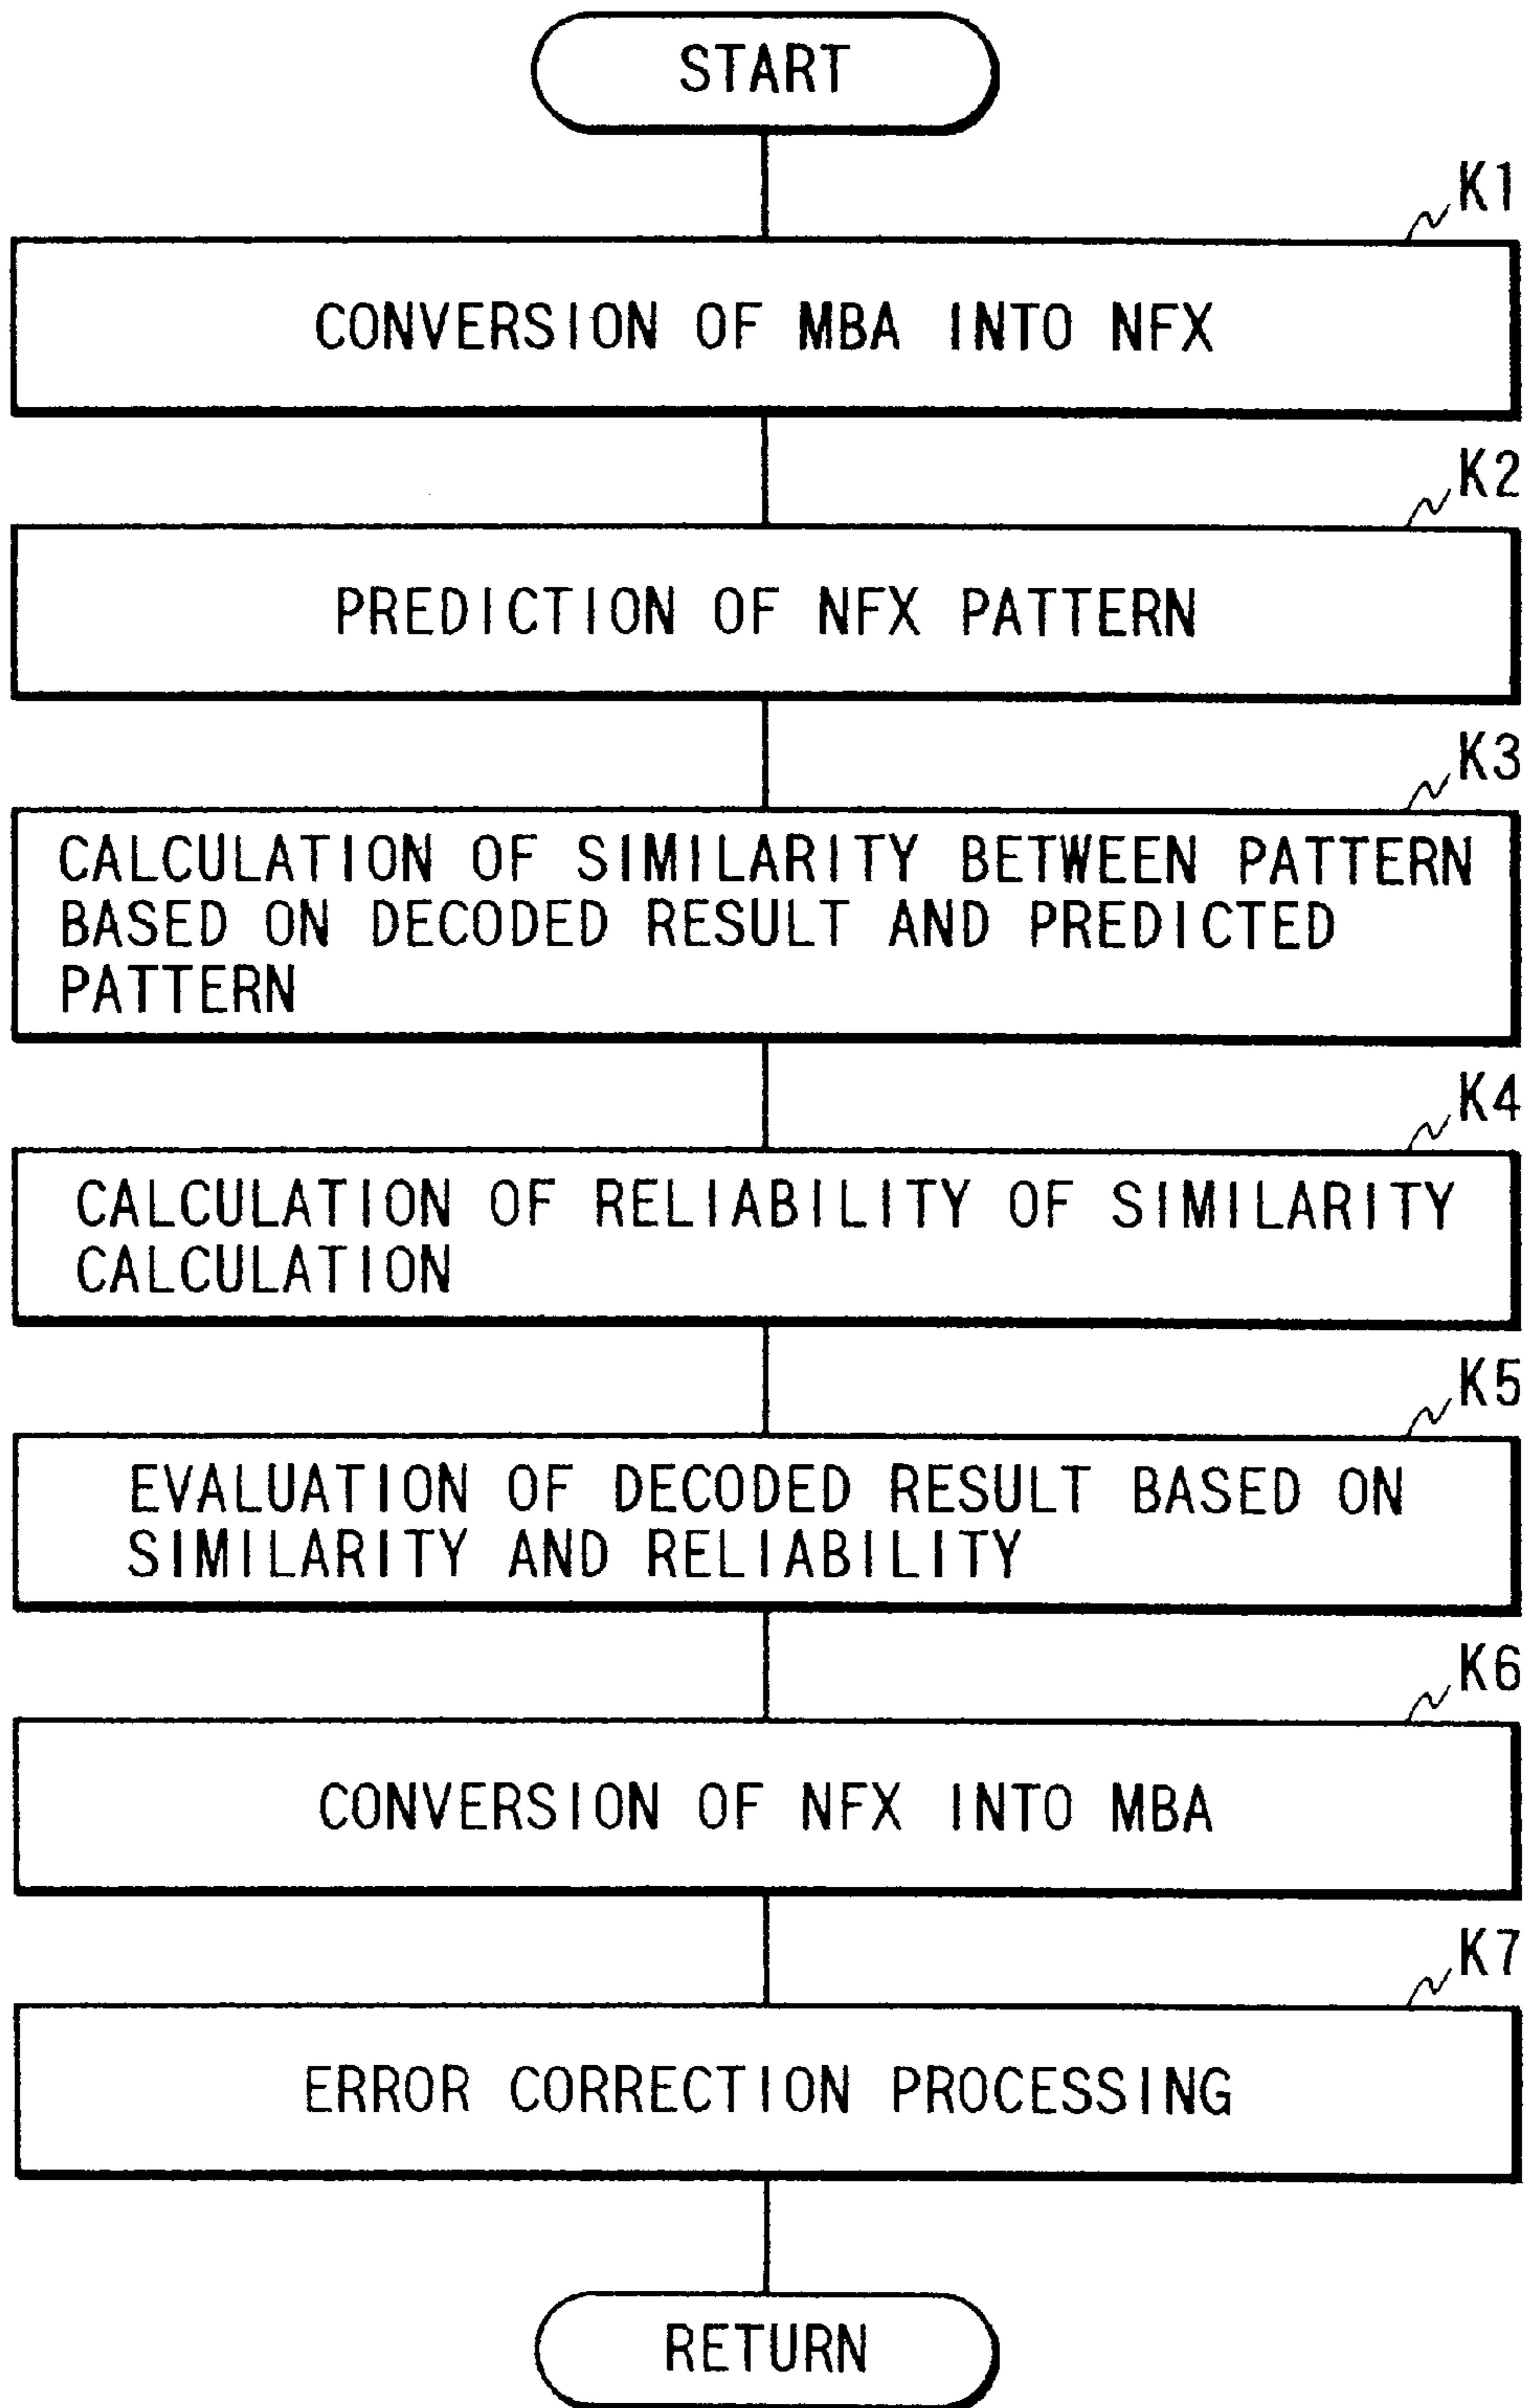 START
K1
CONVERSION OF MBA INTO NFX
K2
PREDICTION OF NFX PATTERN
K3
CALCULATION OF SIMILARITY BETWEEN PATTERN
BASED ON DECODED RESULT AND PREDICTED
PATTERN
K4
CALCULATION OF RELIABILITY OF SIMILARITY
CALCULATION
K5
EVALUATION OF DECODED RESULT BASED ON
SIMILARITY AND RELIABILITY
K6
CONVERSION OF NFX INTO MBA
K7
ERROR CORRECTION PROCESSING
RETURN